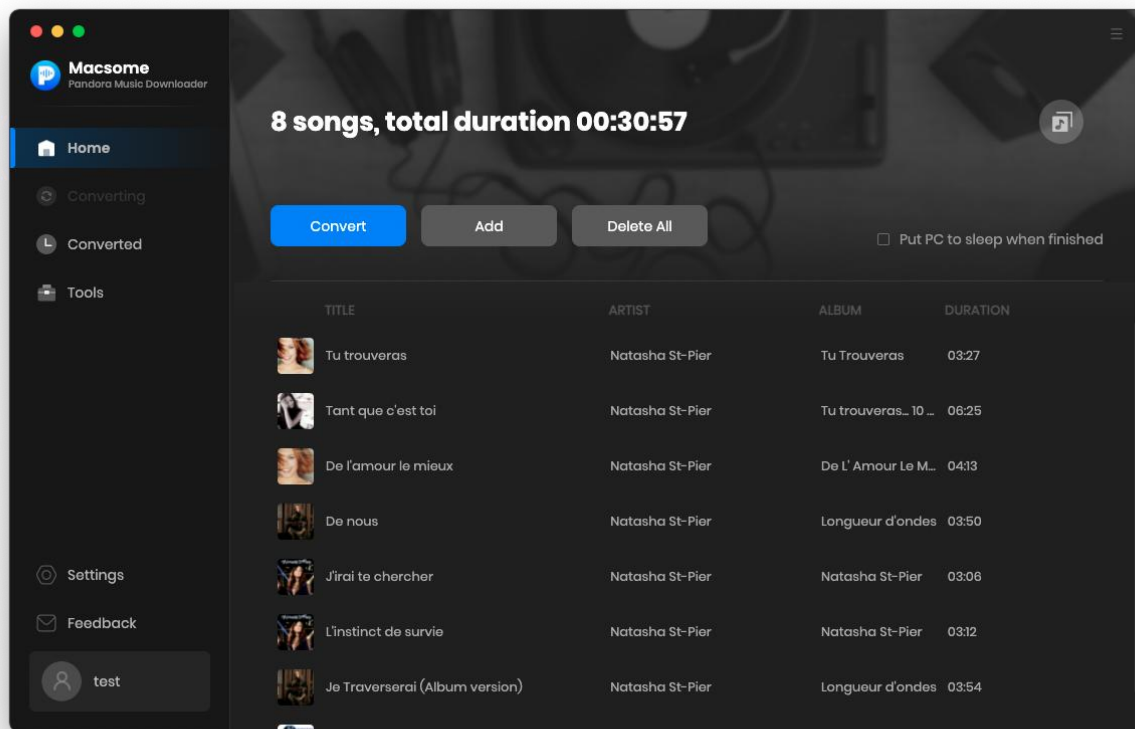 Macsome
Pandora Music Downloader
Home
Converting
Converted
Tools
Settings
Feedback
test
8 songs, total duration 00:30:57
Convert Add Delete All
Put PC to sleep when finished
TITLE ARTIST ALBUM DURATION
Tu trouveras Natasha St-Pier Tu Trouveras 03:27
Tant que c'est toi Natasha St-Pier Tu trouveras... 10 ... 06:25
De l'amour le mieux Natasha St-Pier De L' Amour Le M... 04:13
De nous Natasha St-Pier Longueur d'ondes 03:50
J'irai te chercher Natasha St-Pier Natasha St-Pier 03:06
L'instinct de survie Natasha St-Pier Natasha St-Pier 03:12
Je Traverserai (Album version) Natasha St-Pier Longueur d'ondes 03:54